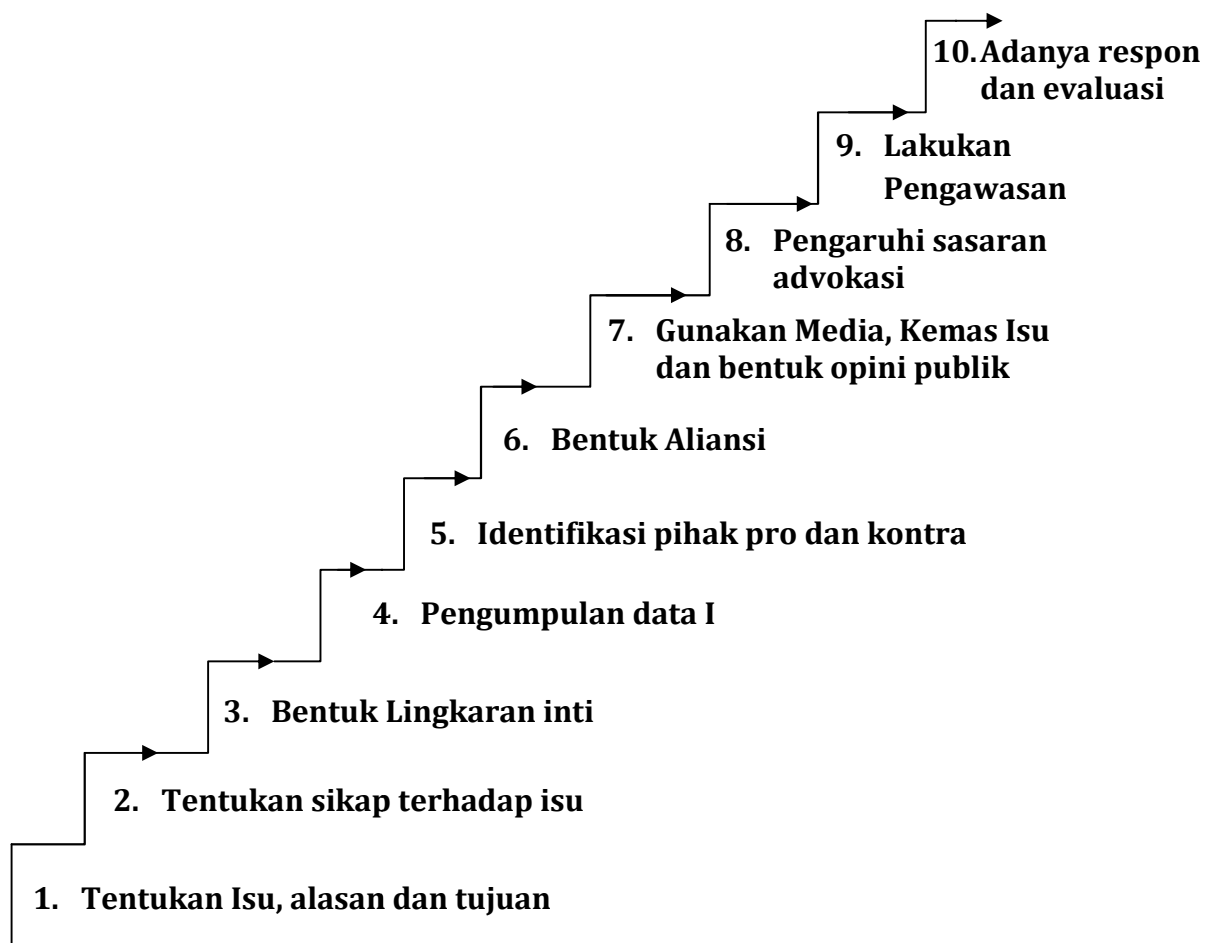 10. Adanya respon
dan evaluasi
9. Lakukan
Pengawasan
8. Pengaruhi sasaran
advokasi
7. Gunakan Media, Kemas Isu
dan bentuk opini publik
6. Bentuk Aliansi
5. Identifikasi pihak pro dan kontra
4. Pengumpulan data I
3. Bentuk Lingkaran inti
2. Tentukan sikap terhadap isu
1. Tentukan Isu, alasan dan tujuan